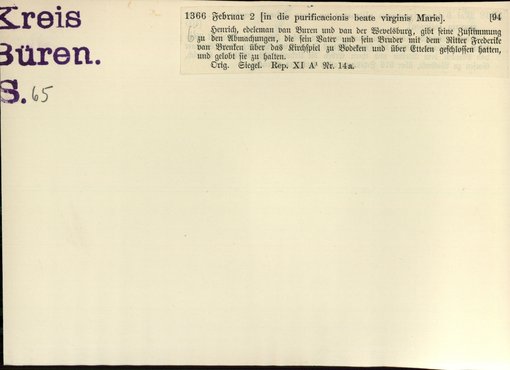 Kreis
Büren.
S. 65
1366 Februar 2 [in die purificacionis beate virginis Marie]. [94
Henrich, edeleman van Buren und van der Wevelsburg, gibt seine Zustimmung
zu den Abmachungen, die sein Vater und sein Bruder mit dem Ritter Frederike
van Brenken über das Kirchspiel zu Bodeken und über Etteln geschlossen hatten,
und gelobt sie zu halten.
Orig. Siegel. Rep. XI A¹ Nr. 14a.